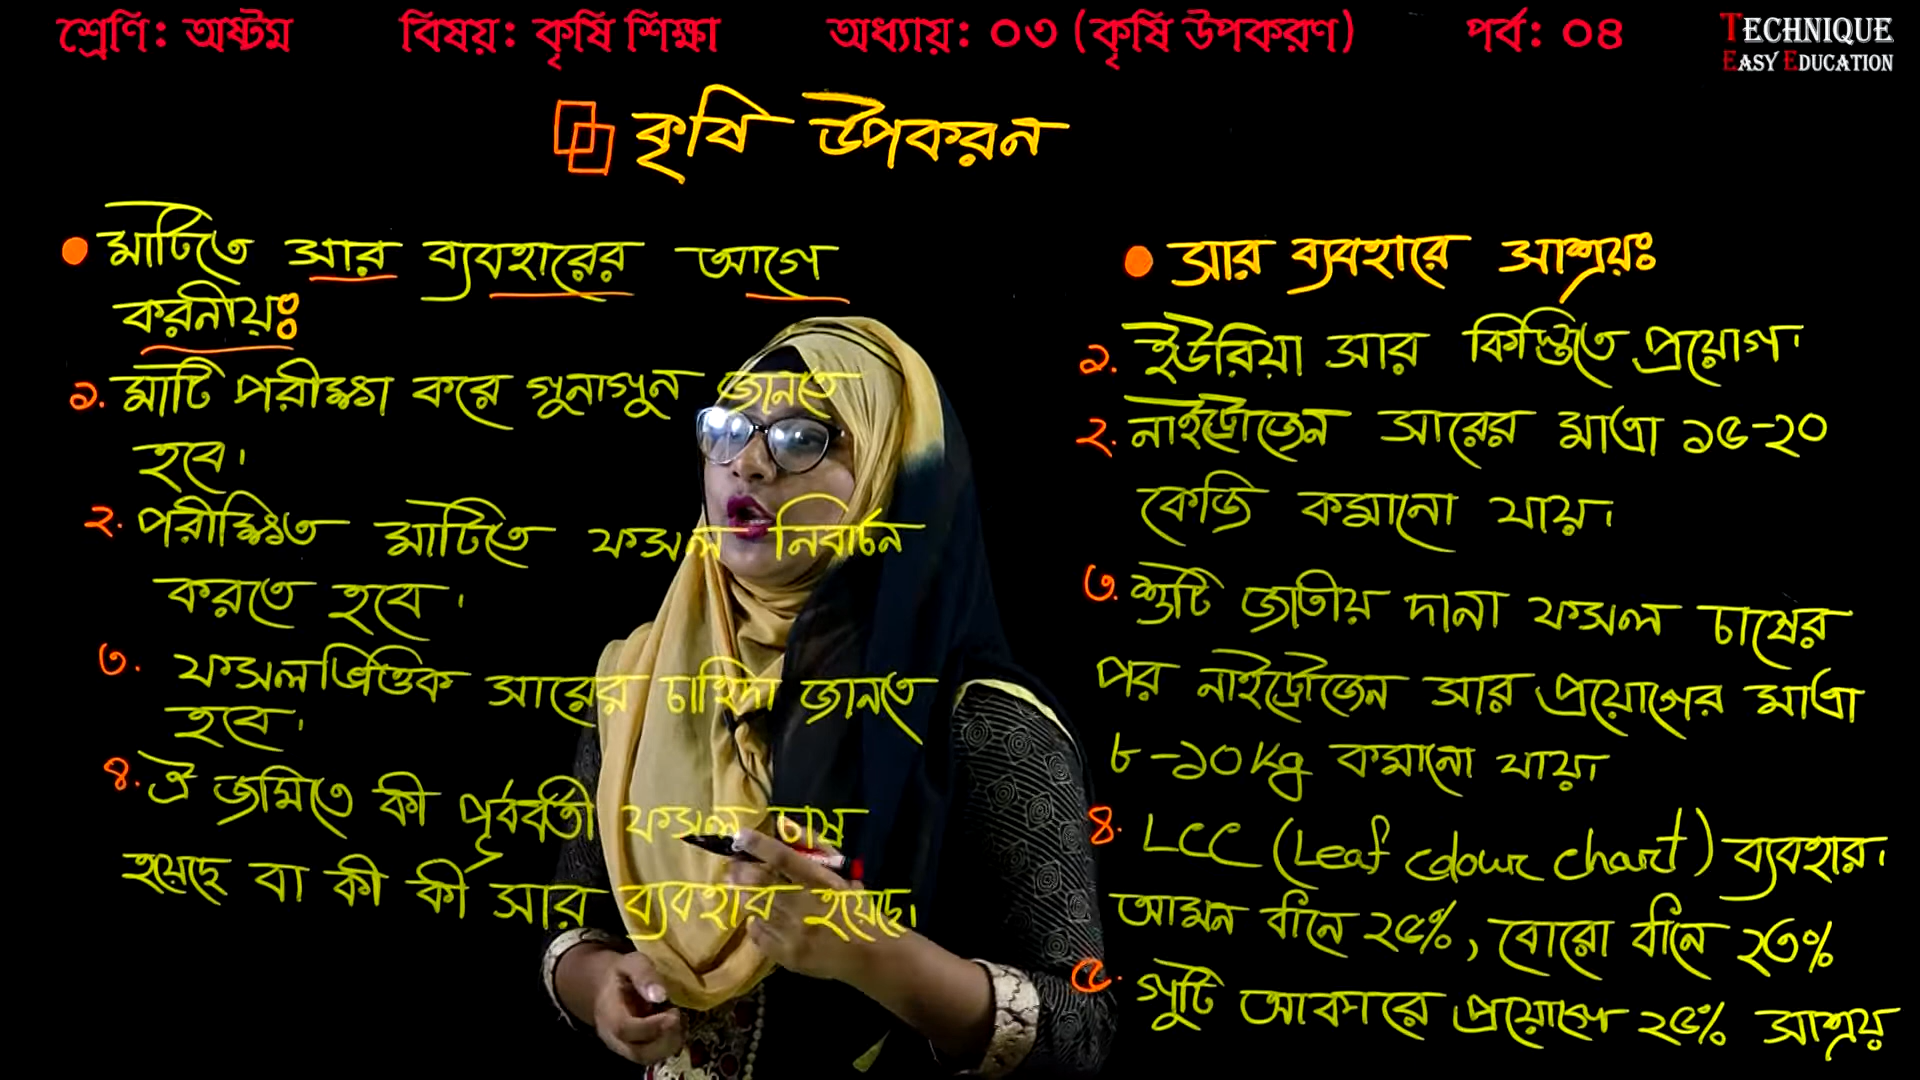 শ্রেণি: অষ্টম বিষয়: কৃষি শিক্ষা অধ্যায়: ০৩ (কৃষি উপকরণ) পর্ব: ০৪
TECHNIQUE
EASY EDUCATION
কৃষি উপকরন
মাটিতে সার ব্যবহারের আগে
করনীয়ঃ
১. মাটি পরীক্ষা করে গুনাগুন জানতে
হবে।
২. পরীক্ষিত মাটিতে ফসল নির্বাচন
করতে হবে।
৩. ফসলভিত্তিক সারের চাহিদা জানতে
হবে।
৪. ঐ জমিতে কী পূর্ববর্তী ফসল চাষ
হয়েছে বা কী কী সার ব্যবহার হয়েছে।
সার ব্যবহারে সাশ্রয়ঃ
১. ইউরিয়া সার কিস্তিতে প্রয়োগ।
২. নাইট্রোজেন সারের মাত্রা ১৫-২০
কেজি কমানো যায়।
৩. শুটি জাতীয় দানা ফসল চাষের
পর নাইট্রোজেন সার প্রয়োগের মাত্রা
৮-১০ kg কমানো যায়।
৪. LCC (Leaf colour chart) ব্যবহার।
আমন ধানে ২৫%, বোরো ধানে ২৩%
৫. গুটি আকারে প্রয়োগে ২৫% সাশ্রয়